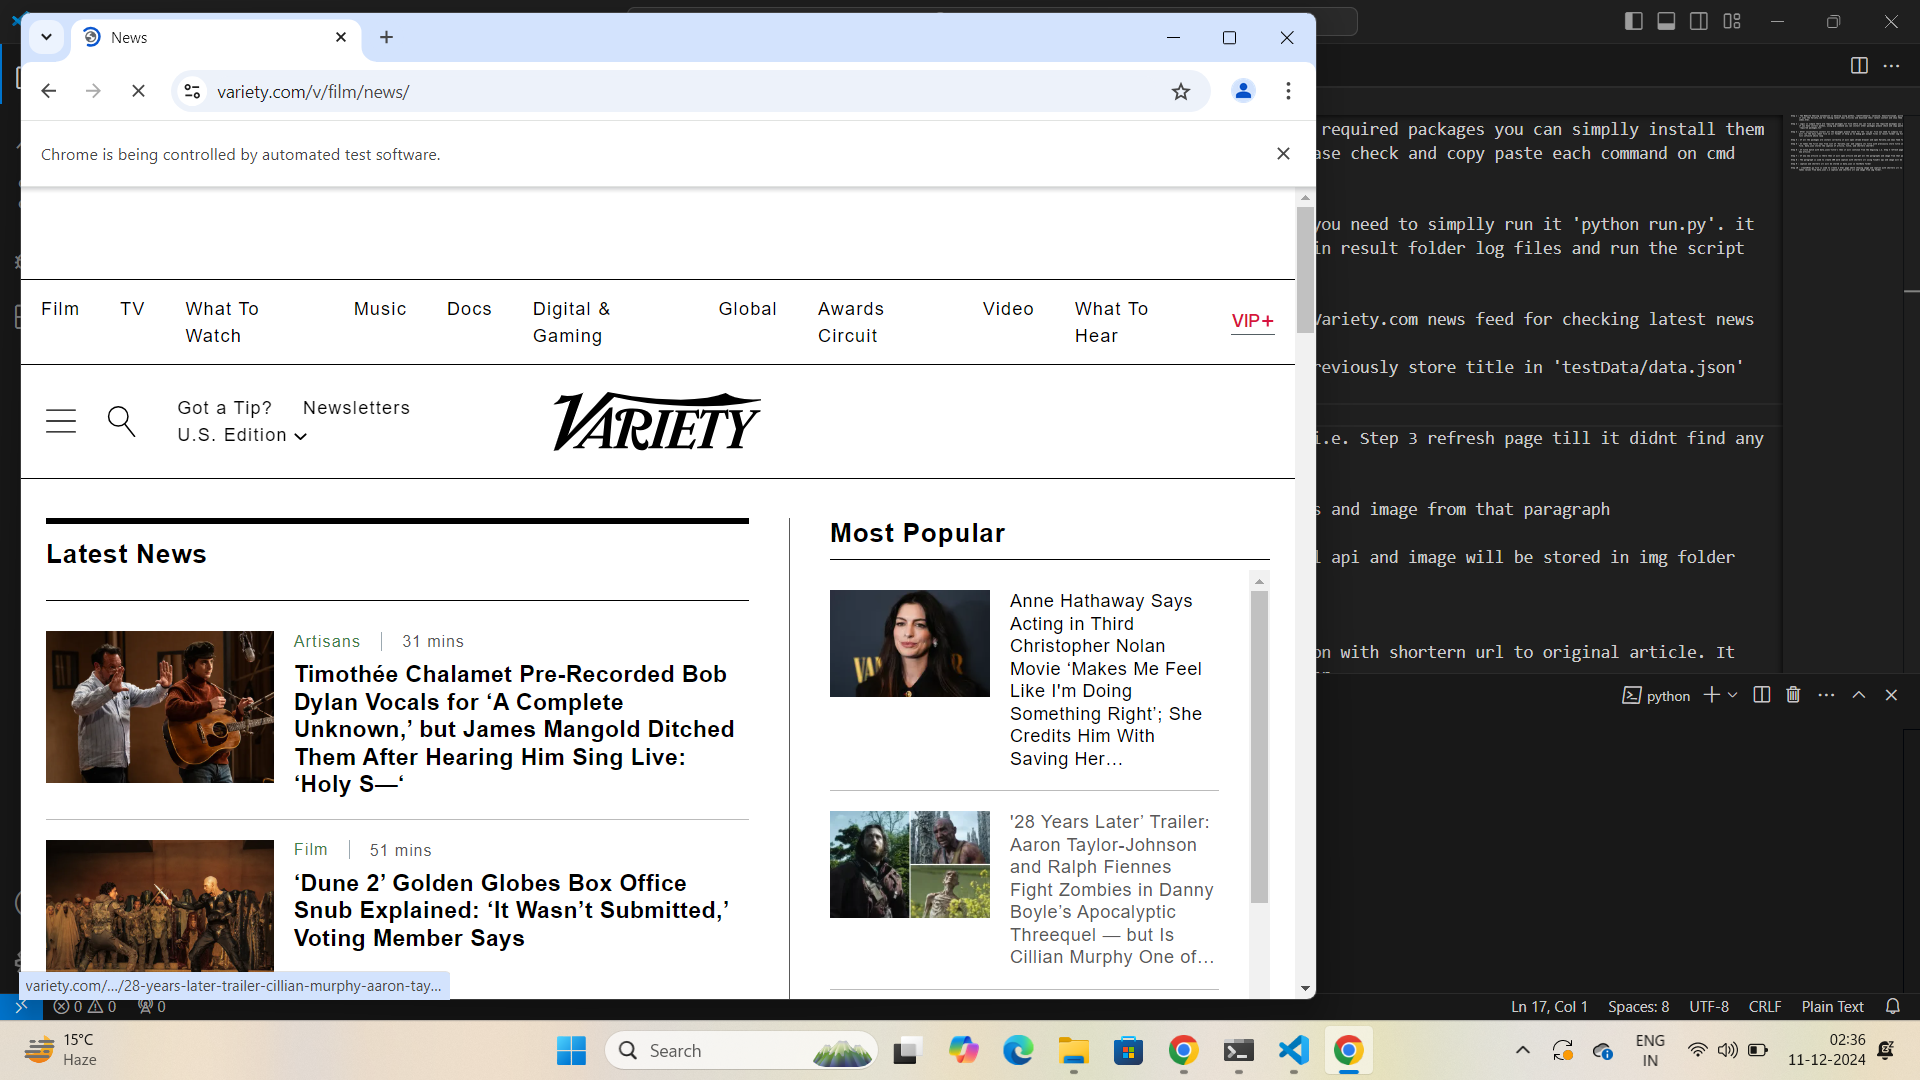 News
variety.com/v/film/news/
Chrome is being controlled by automated test software.
Film
TV
What To
Watch
Music
Docs
Digital &
Gaming
Global
Awards
Circuit
Video
What To
Hear
VIP+
Got a Tip?
Newsletters
U.S. Edition
VARIETY
Latest News
Artisans
31 mins
Timothée Chalamet Pre-Recorded Bob
Dylan Vocals for ‘A Complete
Unknown,’ but James Mangold Ditched
Them After Hearing Him Sing Live:
‘Holy S—‘
Film
51 mins
‘Dune 2’ Golden Globes Box Office
Snub Explained: ‘It Wasn’t Submitted,’
Voting Member Says
Most Popular
Anne Hathaway Says
Acting in Third
Christopher Nolan
Movie ‘Makes Me Feel
Like I'm Doing
Something Right’; She
Credits Him With
Saving Her…
'28 Years Later’ Trailer:
Aaron Taylor-Johnson
and Ralph Fiennes
Fight Zombies in Danny
Boyle’s Apocalyptic
Threequel — but Is
Cillian Murphy One of…
variety.com/.../28-years-later-trailer-cillian-murphy-aaron-tay...
required packages you can simplly install them
ase check and copy paste each command on cmd
you need to simplly run it 'python run.py'. it
in result folder log files and run the script
Variety.com news feed for checking latest news
reviously store title in 'testData/data.json'
i.e. Step 3 refresh page till it didnt find any
s and image from that paragraph
l api and image will be stored in img folder
on with shortern url to original article. It
python
0
0
0
Ln 17, Col 1
Spaces: 8
UTF-8
CRLF
Plain Text
15°C
Haze
Search
ENG
IN
02:36
11-12-2024